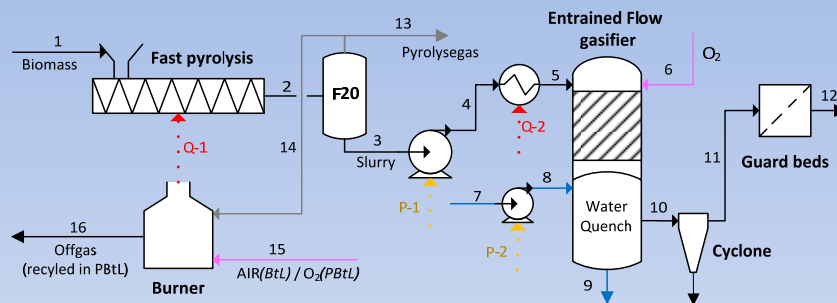 Entrained Flow
gasifier
13
1
Biomass
Fast pyrolysis
Pyrolysegas
O₂
F20
2
4
5
6
12
Q-1
14
3
Slurry
Q-2
11
Guard beds
P-1
7
8
Water
Quench
10
16
Offgas
(recyled in PBtL)
15
AIR(BtL) / O₂(PBtL)
Burner
P-2
Cyclone
9